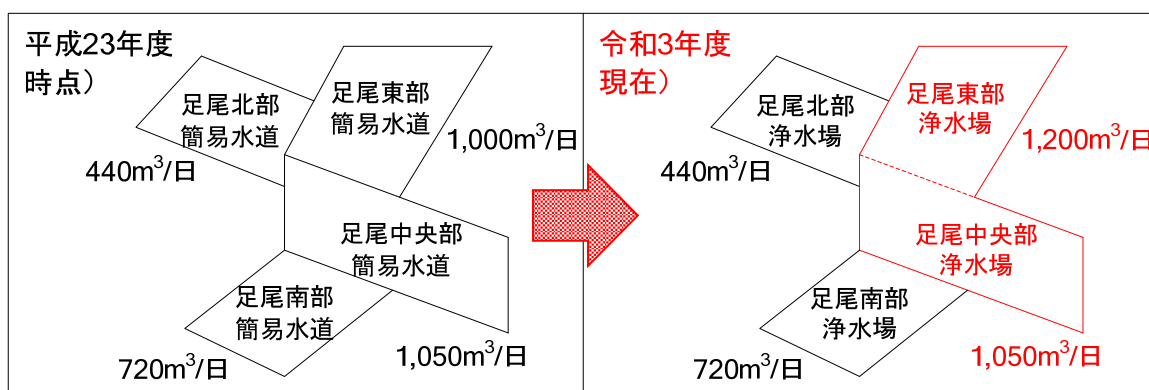 平成23年度
時点）
足尾北部
簡易水道
足尾東部
簡易水道
1,000m³/日
440m³/日
足尾中央部
簡易水道
足尾南部
簡易水道
720m³/日
1,050m³/日
令和3年度
現在）
足尾北部
浄水場
足尾東部
浄水場
1,200m³/日
440m³/日
足尾中央部
浄水場
足尾南部
浄水場
720m³/日
1,050m³/日